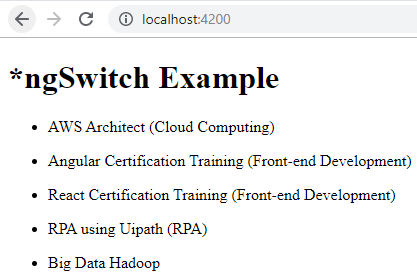 localhost:4200
*ngSwitch Example
AWS Architect (Cloud Computing)
Angular Certification Training (Front-end Development)
React Certification Training (Front-end Development)
RPA using Uipath (RPA)
Big Data Hadoop